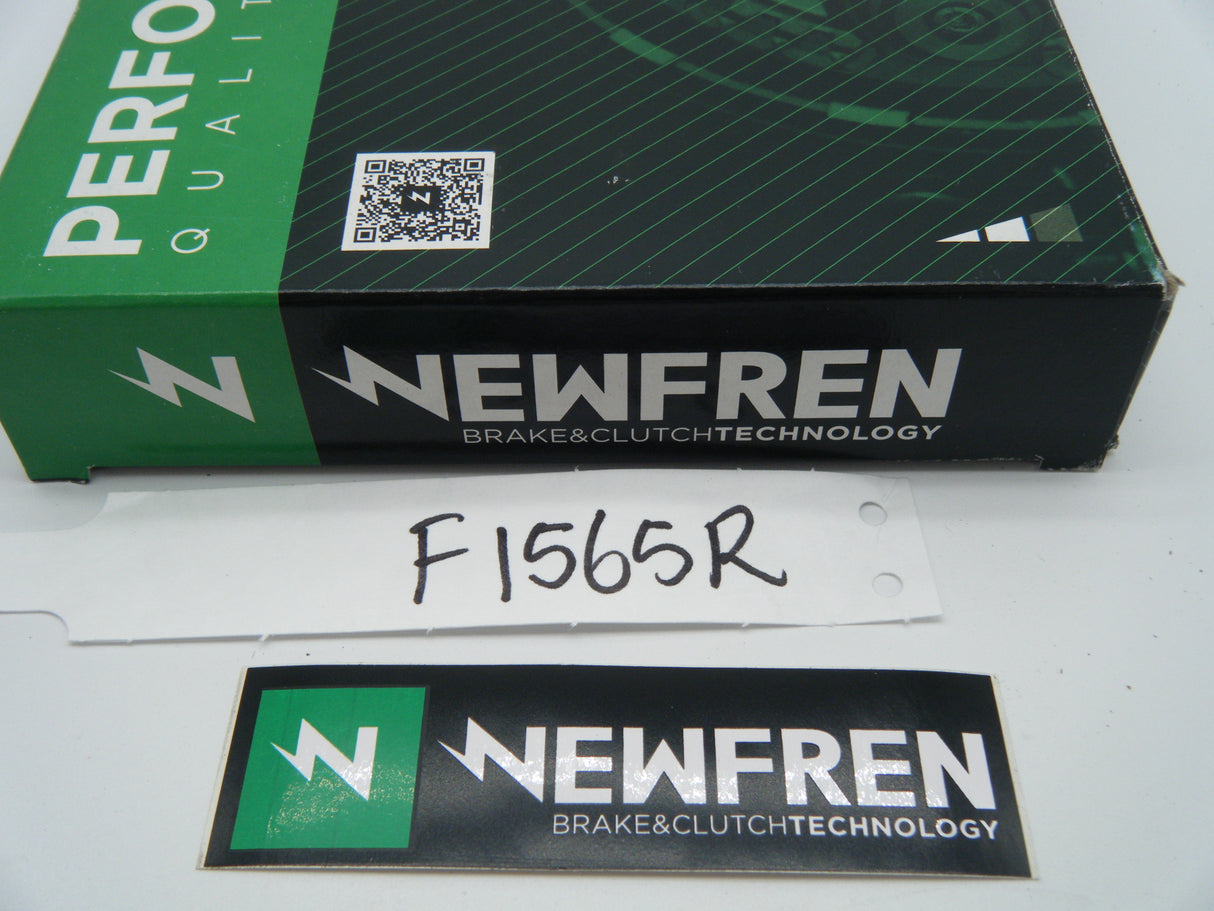 PERFO
QUALIT
NEWFREN
BRAKE&CLUTCHTECHNOLOGY
F1565R
NEWFREN
BRAKE&CLUTCHTECHNOLOGY